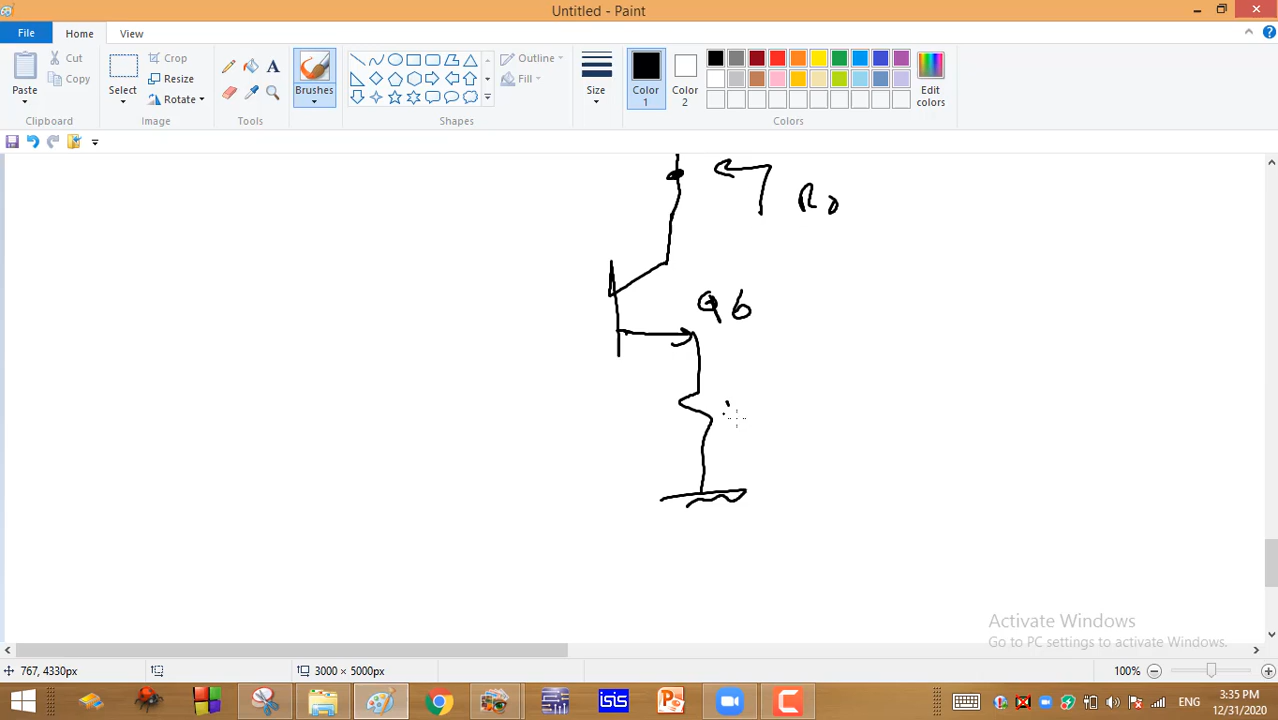 Untitled - Paint
File
Home
View
Paste
Cut
Copy
Clipboard
Select
Crop
Resize
Rotate
Image
Tools
Brushes
Outline
Fill
Shapes
Size
Color 1
Color 2
Edit colors
Colors
Ro
Q6
Activate Windows
Go to PC settings to activate Windows.
767, 4330px
3000 × 5000px
100%
isis
ENG
3:35 PM
12/31/2020